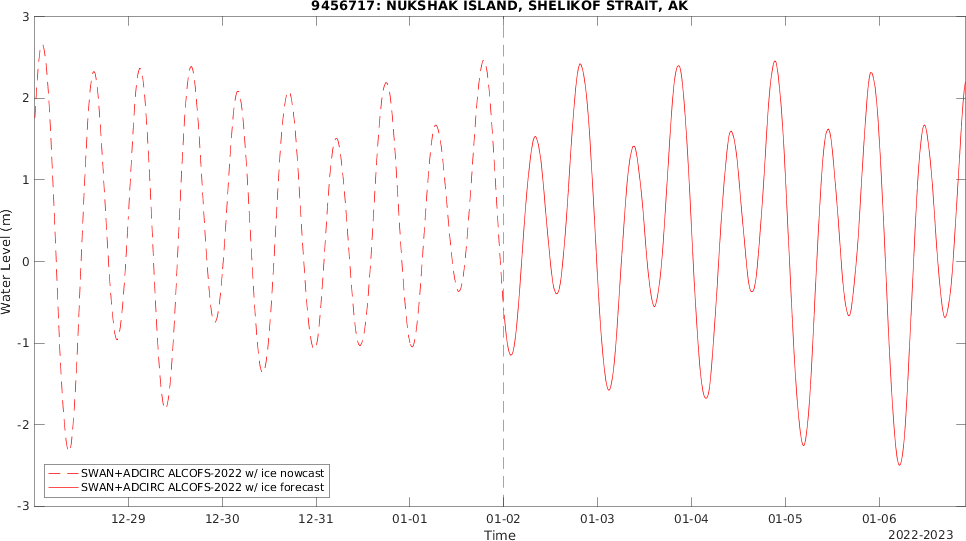 9456717: NUKSHAK ISLAND, SHELIKOF STRAIT, AK
3
2
1
0
-1
-2
-3
Water Level (m)
SWAN+ADCIRC ALCOFS-2022 w/ ice nowcast
SWAN+ADCIRC ALCOFS-2022 w/ ice forecast
12-29 12-30 12-31 01-01 01-02 01-03 01-04 01-05 01-06
Time
2022-2023